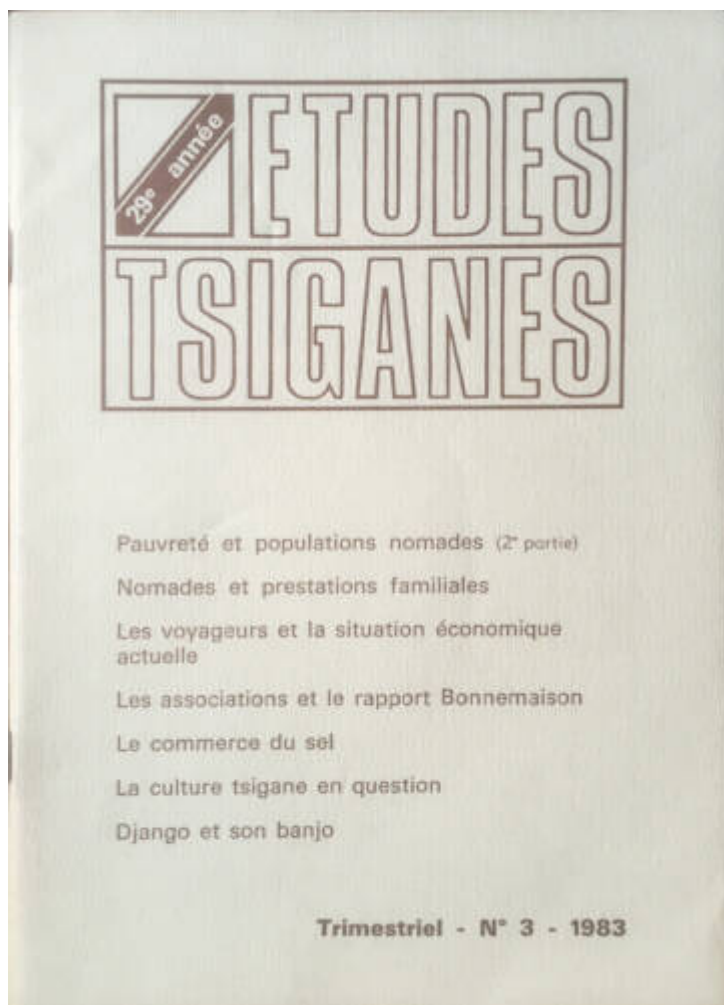 29e année
ETUDES
TSIGANES
Pauvreté et populations nomades (2e partie)
Nomades et prestations familiales
Les voyageurs et la situation économique
actuelle
Les associations et le rapport Bonnemaison
Le commerce du sel
La culture tsigane en question
Django et son banjo
Trimestriel - N° 3 - 1983